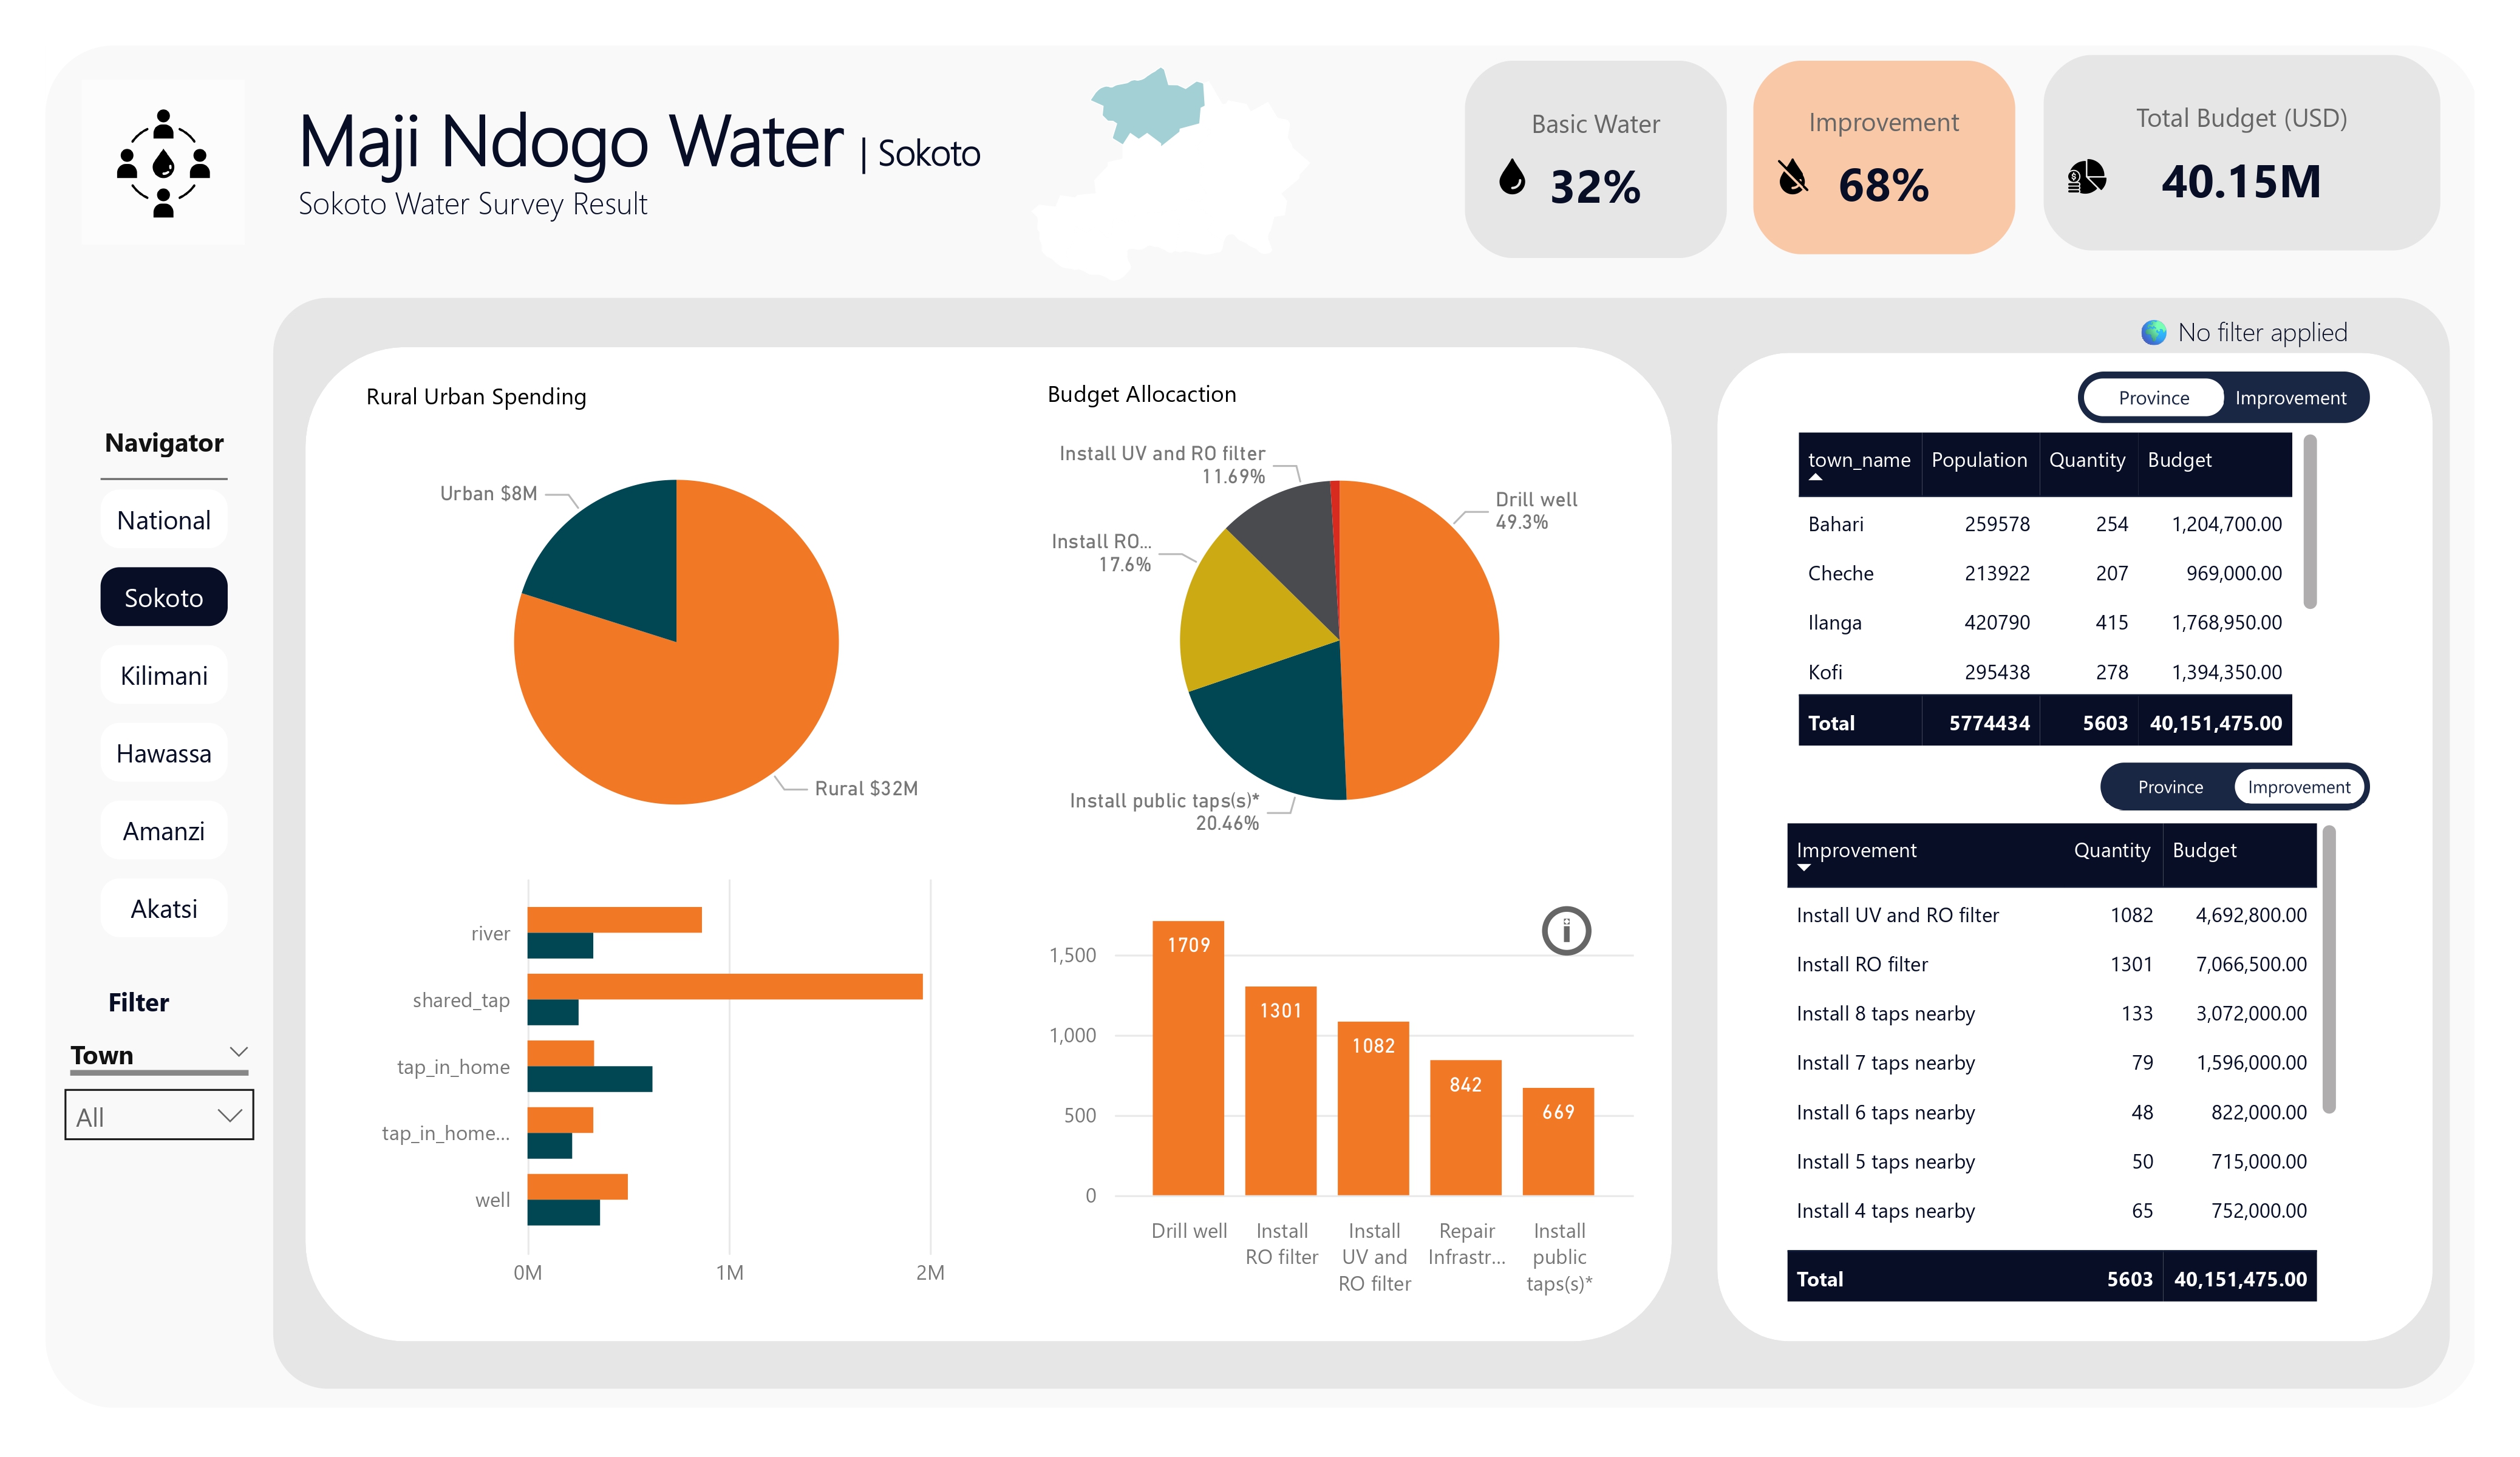 Maji Ndogo Water | Sokoto
Sokoto Water Survey Result
Basic Water
32%
Improvement
68%
Total Budget (USD)
40.15M
No filter applied
Navigator
National
Sokoto
Kilimani
Hawassa
Amanzi
Akatsi
Filter
Town
All
Rural Urban Spending
Urban $8M
Rural $32M
Budget Allocaction
Install UV and RO filter
11.69%
Drill well
49.3%
Install RO...
17.6%
Install public taps(s)*
20.46%
river
shared_tap
tap_in_home
tap_in_home...
well
0M 1M 2M
1,500
1,000
500
0
1709
1301
1082
842
669
Drill well
Install
RO filter
Install
UV and
RO filter
Repair
Infrastr...
Install
public
taps(s)*
Province Improvement
town_name Population Quantity Budget
Bahari 259578 254 1,204,700.00
Cheche 213922 207 969,000.00
Ilanga 420790 415 1,768,950.00
Kofi 295438 278 1,394,350.00
Total 5774434 5603 40,151,475.00
Province Improvement
Improvement Quantity Budget
Install UV and RO filter 1082 4,692,800.00
Install RO filter 1301 7,066,500.00
Install 8 taps nearby 133 3,072,000.00
Install 7 taps nearby 79 1,596,000.00
Install 6 taps nearby 48 822,000.00
Install 5 taps nearby 50 715,000.00
Install 4 taps nearby 65 752,000.00
Total 5603 40,151,475.00